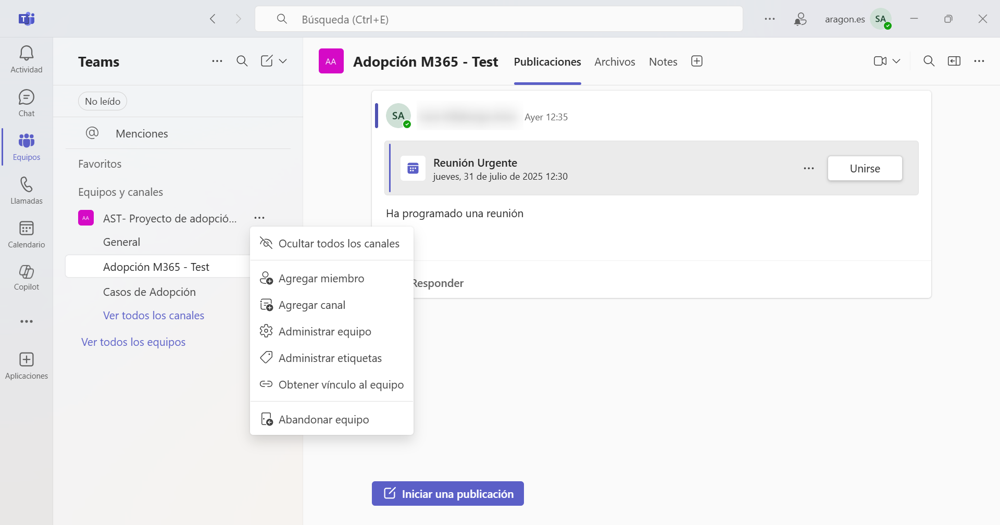 Búsqueda (Ctrl+E)
aragon.es
SA
Actividad
Chat
Equipos
Llamadas
Calendario
Copilot
Aplicaciones
Teams
No leído
@ Menciones
Favoritos
Equipos y canales
AA AST- Proyecto de adopció...
General
Adopción M365 - Test
Casos de Adopción
Ver todos los canales
Ver todos los equipos
Ocultar todos los canales
Agregar miembro
Agregar canal
Administrar equipo
Administrar etiquetas
Obtener vínculo al equipo
Abandonar equipo
AA Adopción M365 - Test Publicaciones Archivos Notes
SA Ayer 12:35
Reunión Urgente
jueves, 31 de julio de 2025 12:30
Unirse
Ha programado una reunión
Responder
Iniciar una publicación